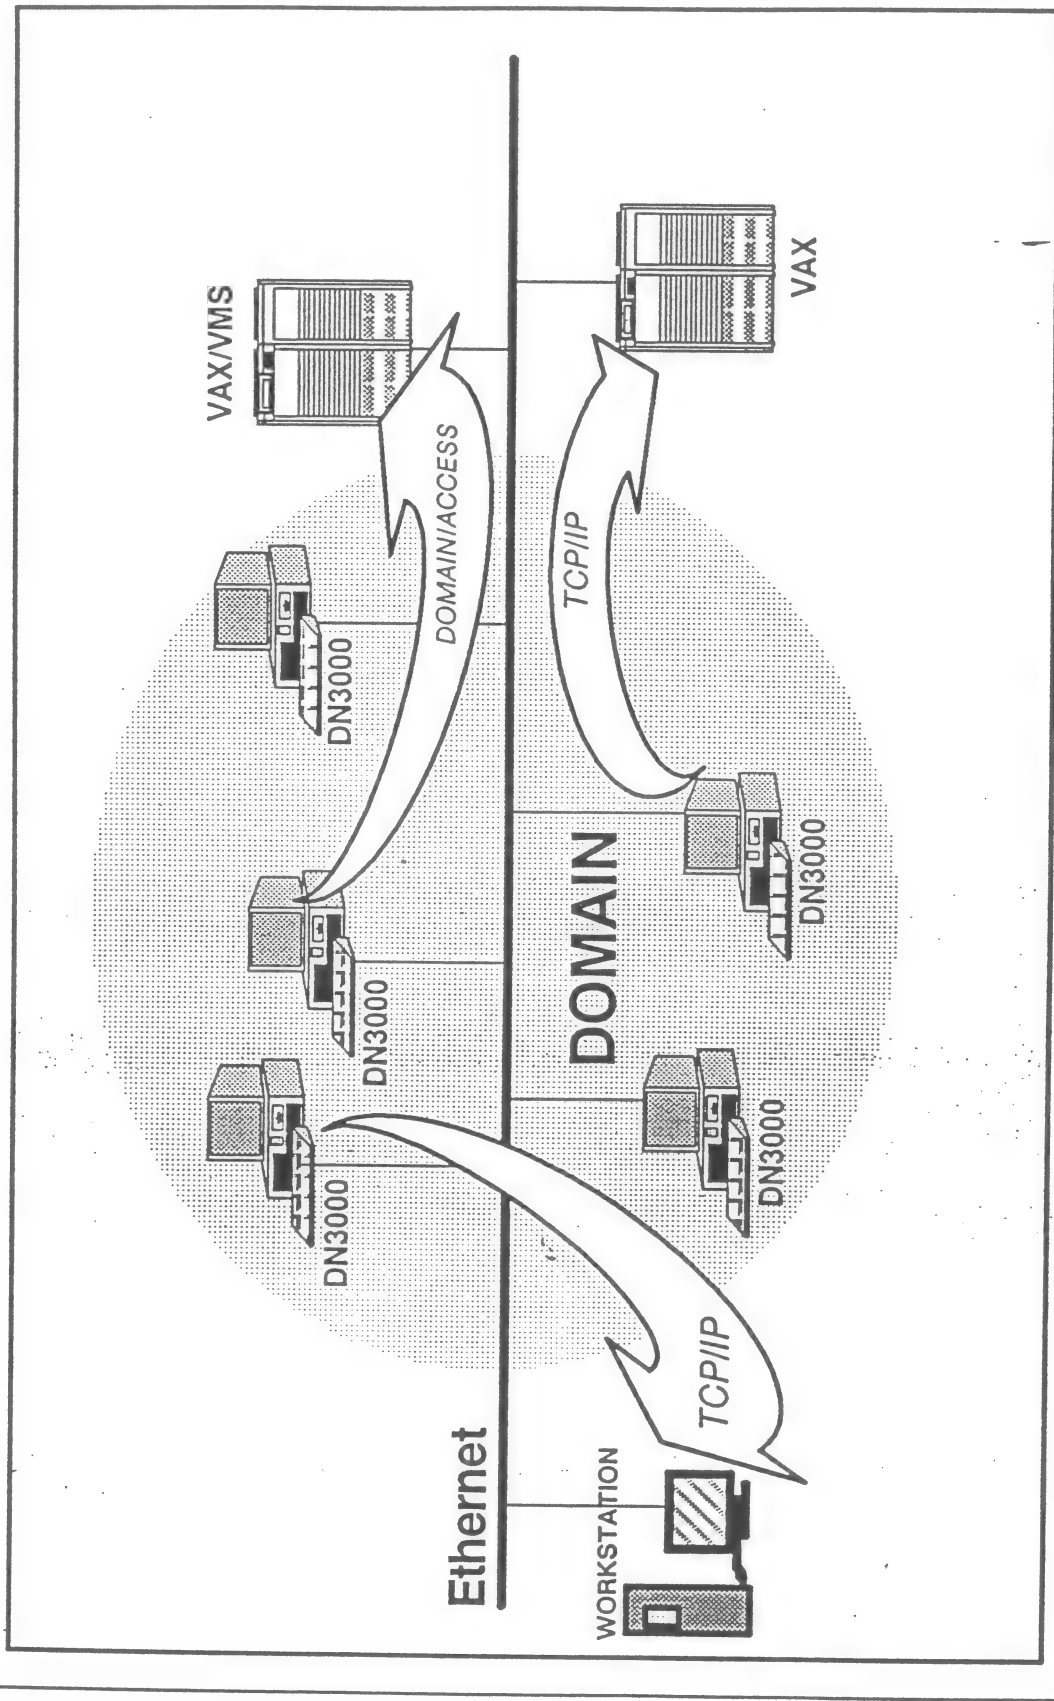 VAX/VMS
DN3000
DN3000
DN3000
DOMAIN/ACCESS
Ethernet
TCP/IP
DOMAIN
WORKSTATION
TCP/IP
DN3000
DN3000
VAX